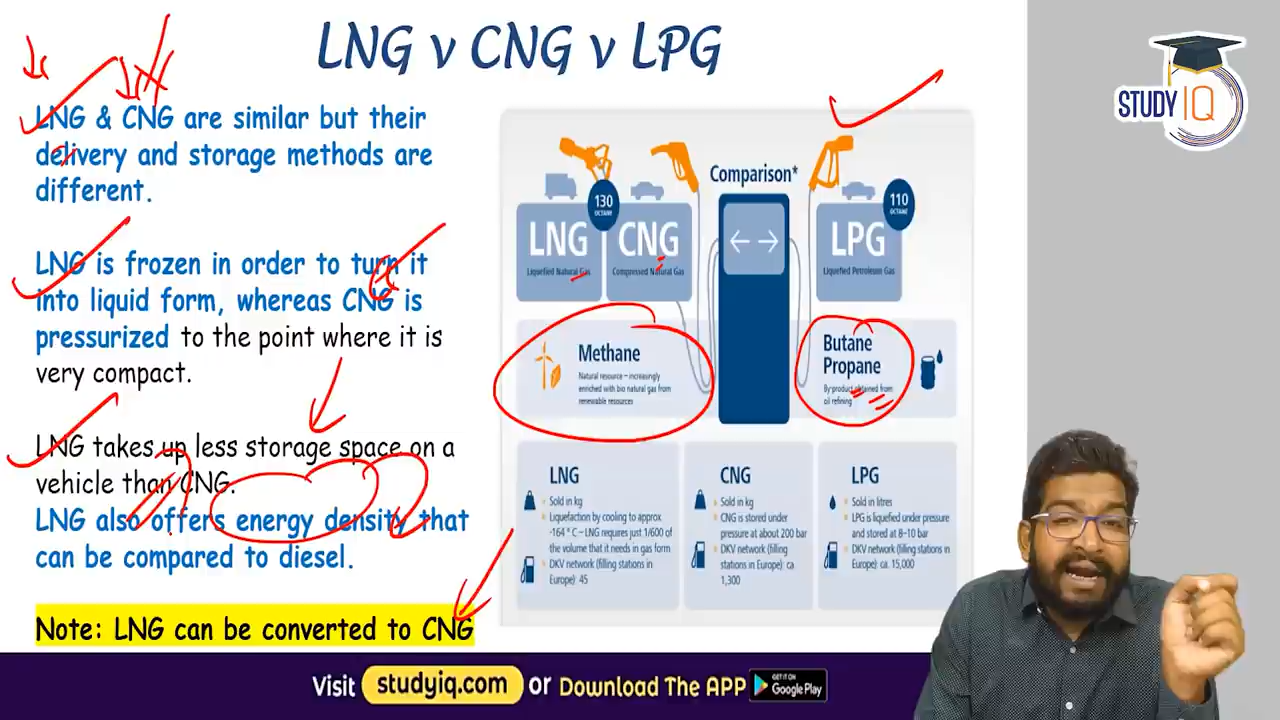 LNG v CNG v LPG
STUDY IQ
LNG & CNG are similar but their
delivery and storage methods are
different.
LNG is frozen in order to turn it
into liquid form, whereas CNG is
pressurized to the point where it is
very compact.
LNG takes up less storage space on a
vehicle than CNG.
LNG also offers energy density that
can be compared to diesel.
Note: LNG can be converted to CNG
Comparison*
130
OCTANE
LNG
Liquefied Natural Gas
CNG
Compressed Natural Gas
110
OCTANE
LPG
Liquefied Petroleum Gas
Methane
Natural resource – increasingly
enriched with bio natural gas from
renewable resources
Butane
Propane
By-product obtained from
oil refining
LNG
Sold in kg
Liquefaction by cooling to approx.
-164 ° C – LNG requires just 1/600 of
the volume that it needs in gas form
DKV network (filling stations in
Europe): 45
CNG
Sold in kg
CNG is stored under
pressure at about 200 bar
DKV network (filling
stations in Europe): ca
1,300
LPG
Sold in litres
LPG is liquefied under pressure
and stored at 8–10 bar
DKV network (filling stations in
Europe): ca. 15,000
Visit studyiq.com or Download The APP GET IT ON Google Play